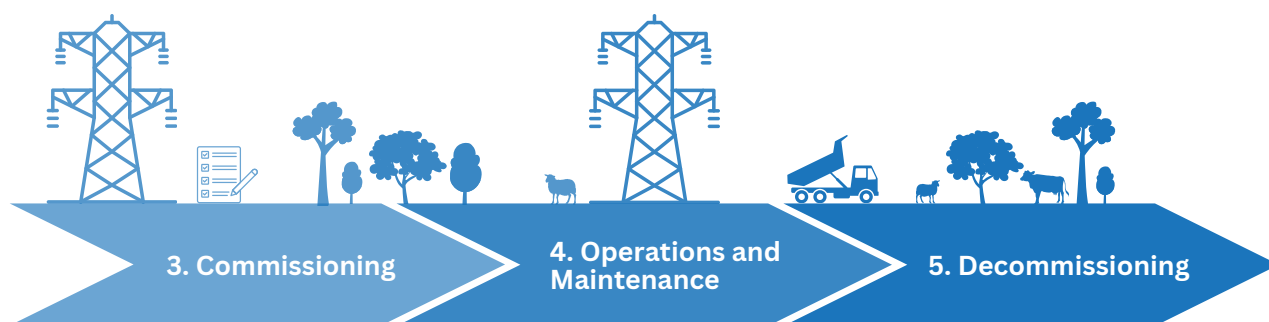 3. Commissioning
4. Operations and
Maintenance
5. Decommissioning